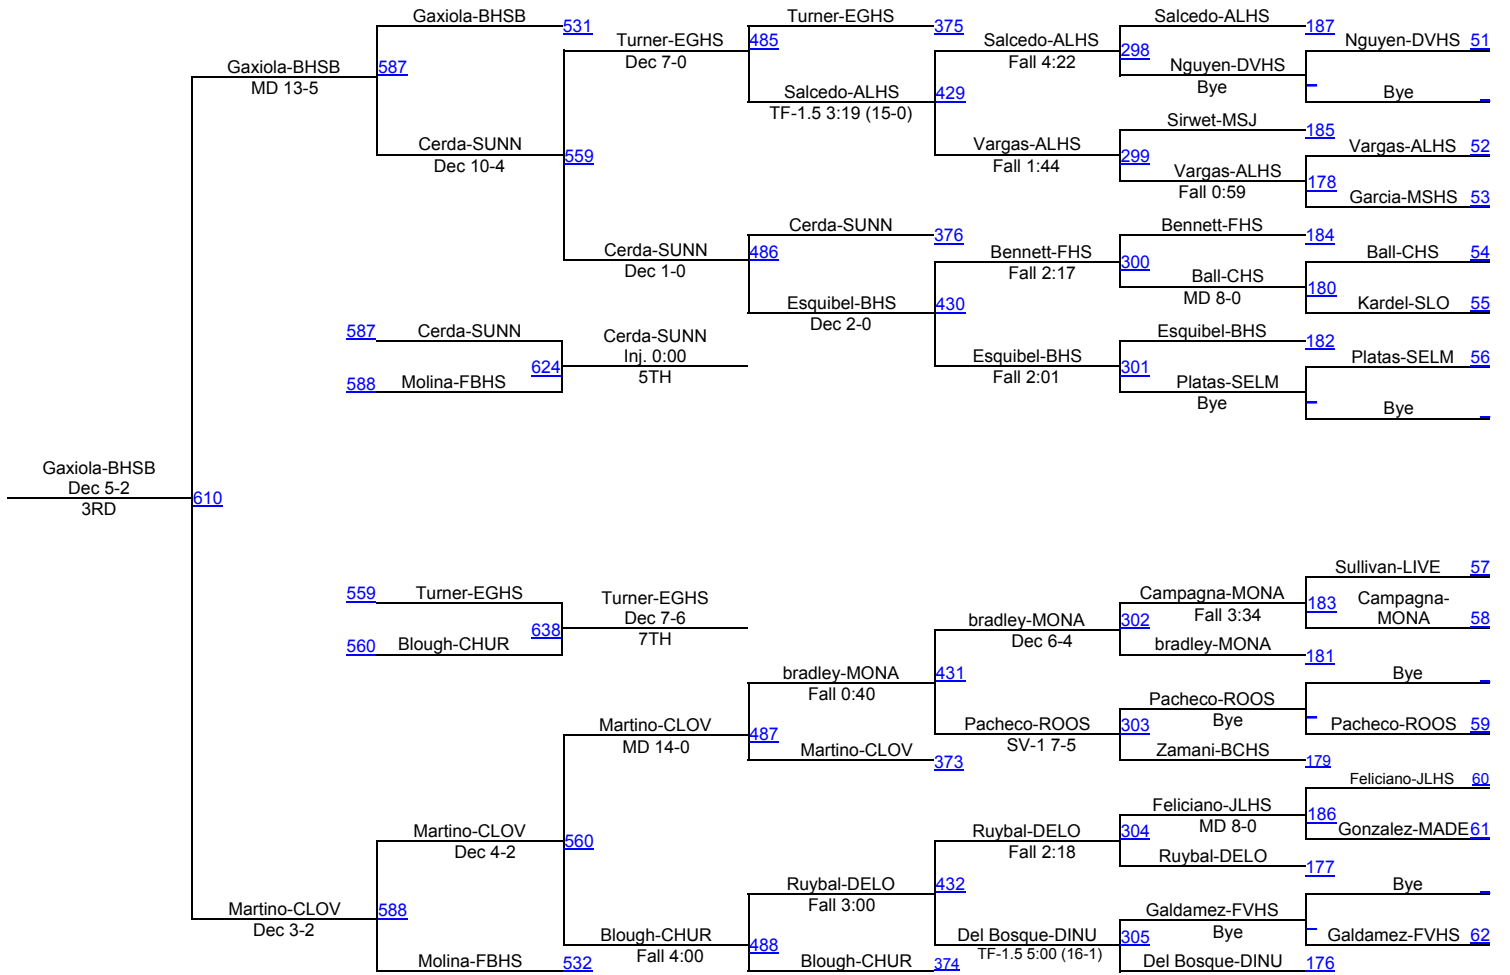 Gaxiola-BHSB
531
Turner-EGHS
375
Salcedo-ALHS
187
Nguyen-DVHS 51
Turner-EGHS
Dec 7-0
485
Salcedo-ALHS
Fall 4:22
298
Nguyen-DVHS
Bye
Bye
Gaxiola-BHSB
MD 13-5
587
Salcedo-ALHS
TF-1.5 3:19 (15-0)
429
Sirwet-MSJ
185
Cerda-SUNN
Dec 10-4
559
Vargas-ALHS
Fall 1:44
299
Vargas-ALHS
Fall 0:59
178
Vargas-ALHS 52
Garcia-MSHS 53
Cerda-SUNN
376
Bennett-FHS
184
Cerda-SUNN
Dec 1-0
486
Bennett-FHS
Fall 2:17
300
Ball-CHS
MD 8-0
180
Ball-CHS 54
Kardel-SLO 55
Esquibel-BHS
Dec 2-0
430
587 Cerda-SUNN
Cerda-SUNN
Inj. 0:00
5TH
624
588 Molina-FBHS
Esquibel-BHS
182
Esquibel-BHS
Fall 2:01
301
Platas-SELM
Bye
Platas-SELM 56
Bye
Gaxiola-BHSB
Dec 5-2
3RD
610
559 Turner-EGHS
Turner-EGHS
Dec 7-6
7TH
638
560 Blough-CHUR
Sullivan-LIVE 57
Campagna-MONA
Fall 3:34
183
Campagna-
MONA 58
bradley-MONA
Dec 6-4
302
bradley-MONA
181
bradley-MONA
Fall 0:40
431
Bye
Pacheco-ROOS
Bye
Pacheco-ROOS 59
Martino-CLOV
MD 14-0
487
Pacheco-ROOS
SV-1 7-5
303
Martino-CLOV
373
Zamani-BCHS
179
Feliciano-JLHS 60
Feliciano-JLHS
MD 8-0
186
Gonzalez-MADE 61
Martino-CLOV
Dec 4-2
560
Ruybal-DELO
Fall 2:18
304
Ruybal-DELO
177
Ruybal-DELO
Fall 3:00
432
Bye
Martino-CLOV
Dec 3-2
588
Galdamez-FVHS
Bye
Galdamez-FVHS 62
Blough-CHUR
Fall 4:00
488
Del Bosque-DINU
TF-1.5 5:00 (16-1)
305
Molina-FBHS
532
Blough-CHUR
374
Del Bosque-DINU
176